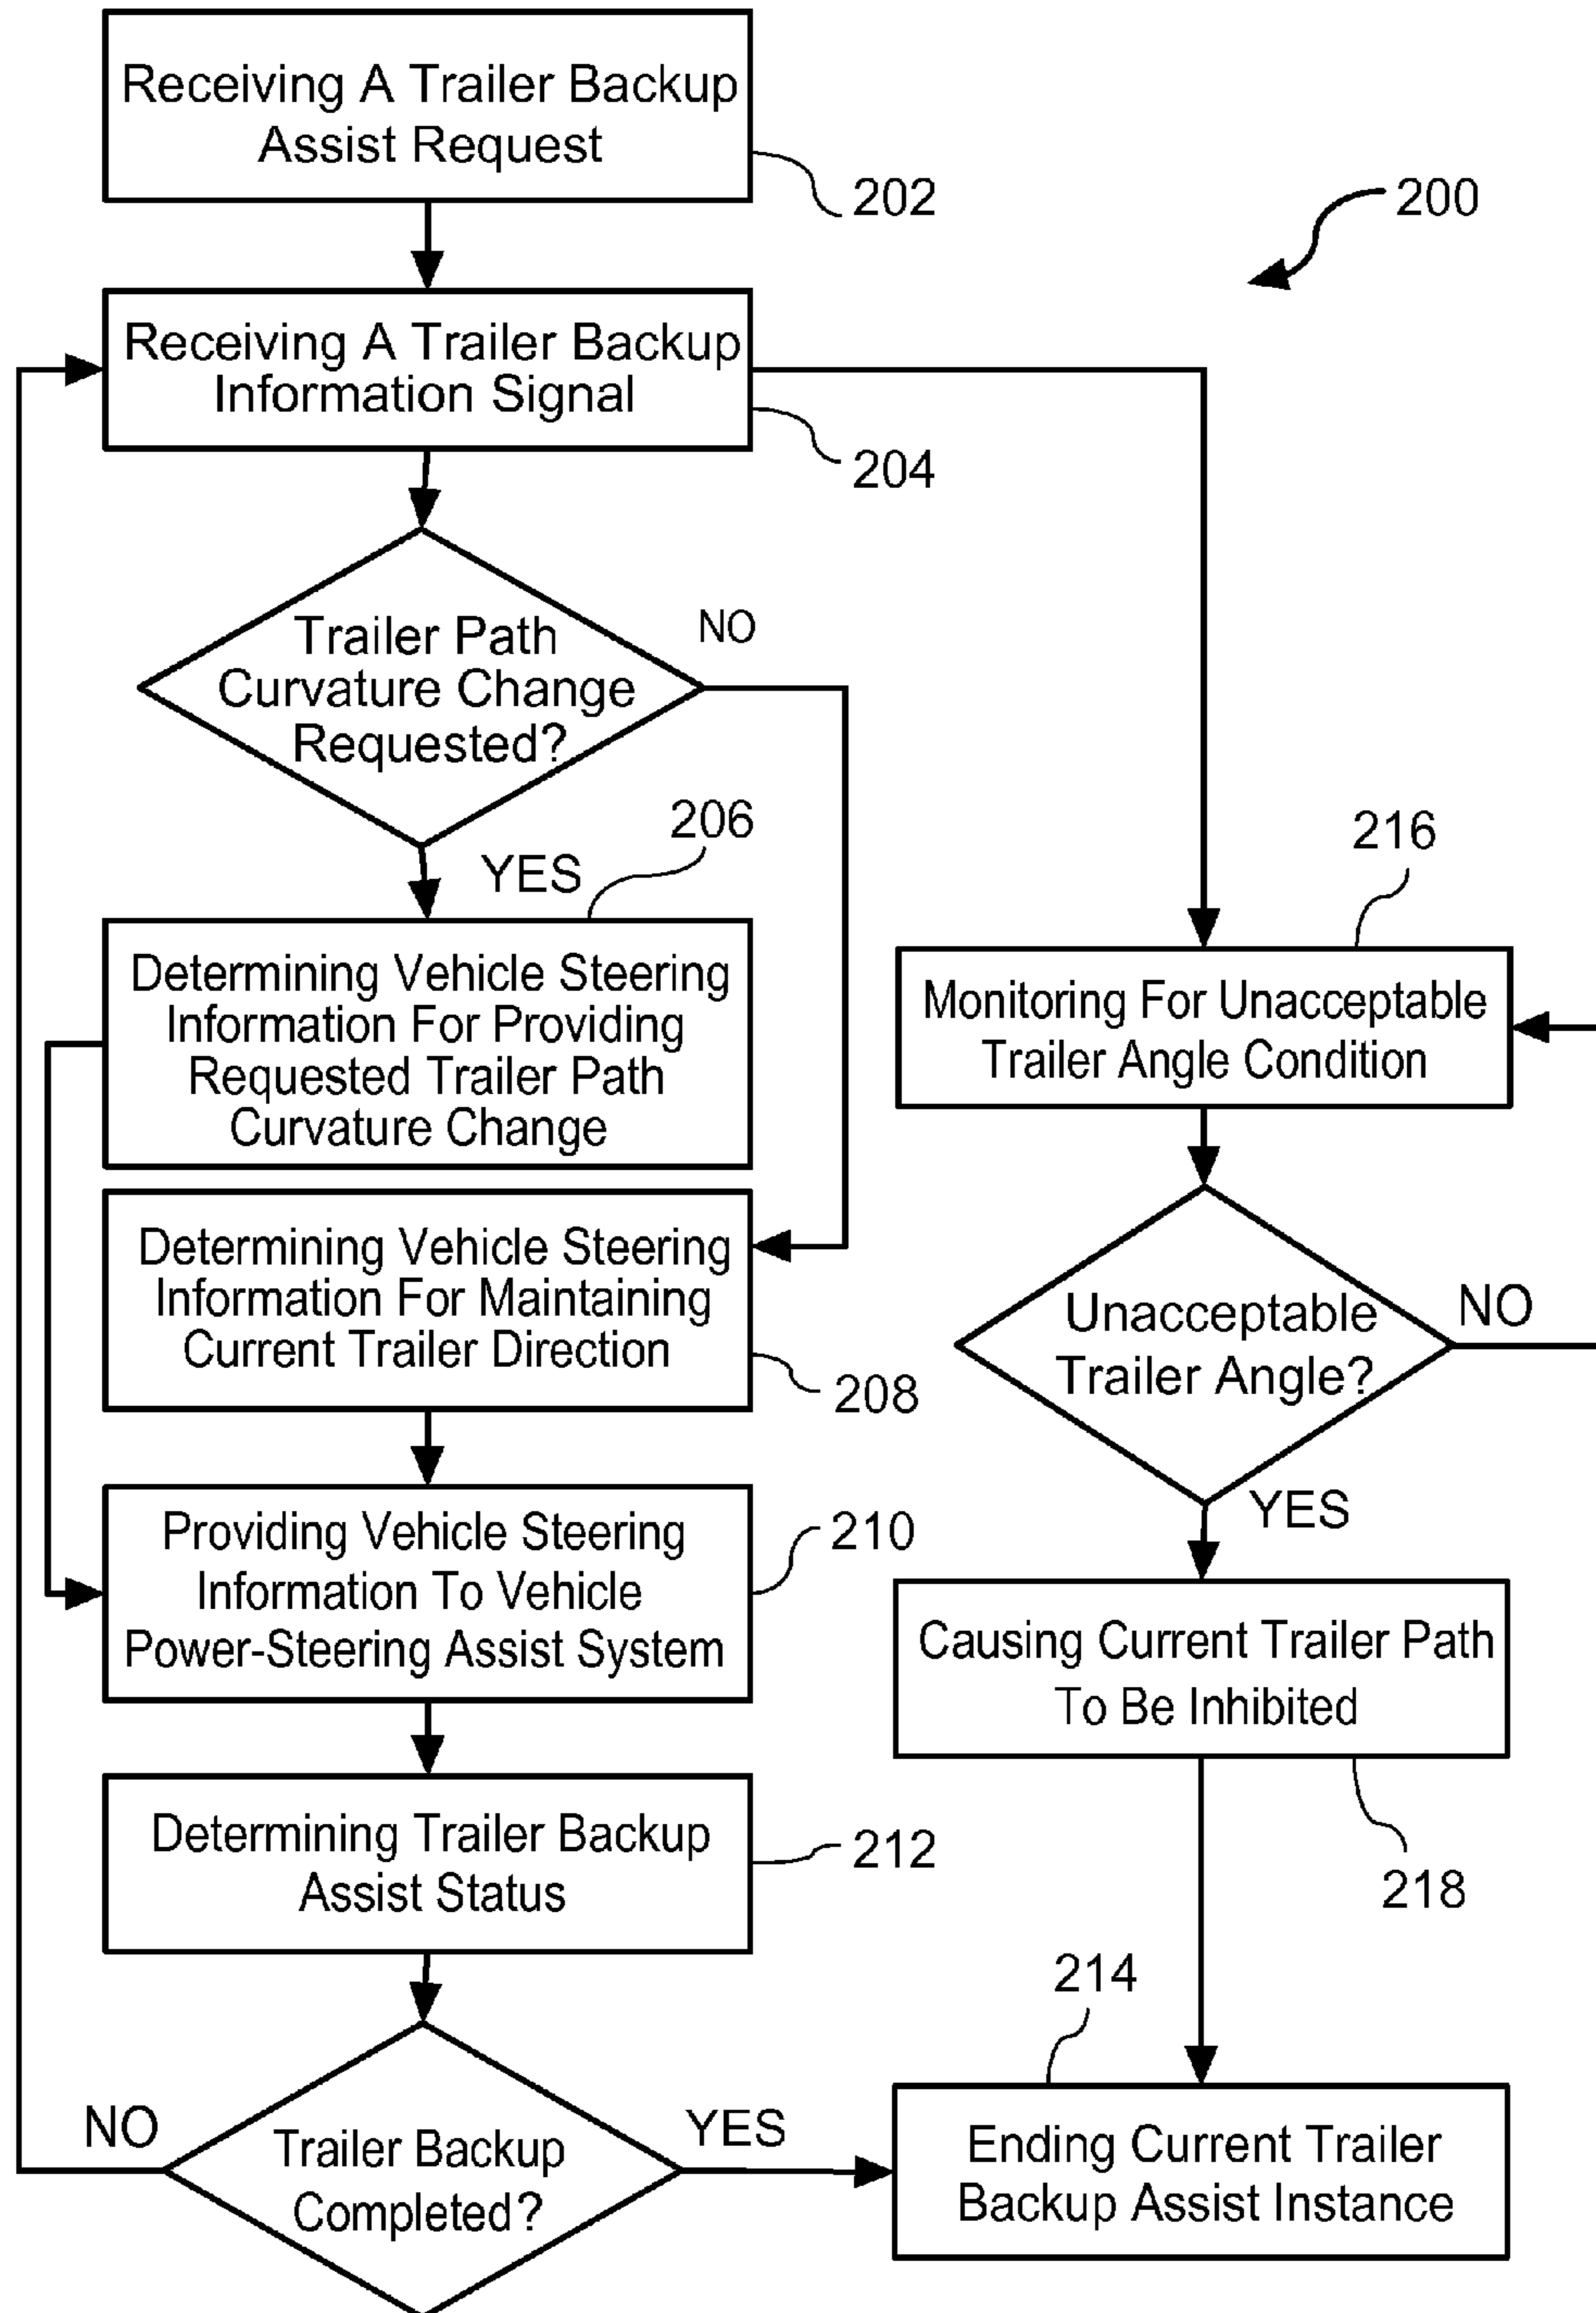 Receiving A Trailer Backup
Assist Request
202
200
Receiving A Trailer Backup
Information Signal
204
Trailer Path
Curvature Change
Requested?
NO
YES
206
Determining Vehicle Steering
Information For Providing
Requested Trailer Path
Curvature Change
Determining Vehicle Steering
Information For Maintaining
Current Trailer Direction
208
Providing Vehicle Steering
Information To Vehicle
Power-Steering Assist System
210
Determining Trailer Backup
Assist Status
212
Trailer Backup
Completed?
NO
YES
216
Monitoring For Unacceptable
Trailer Angle Condition
Unacceptable
Trailer Angle?
NO
YES
Causing Current Trailer Path
To Be Inhibited
218
214
Ending Current Trailer
Backup Assist Instance